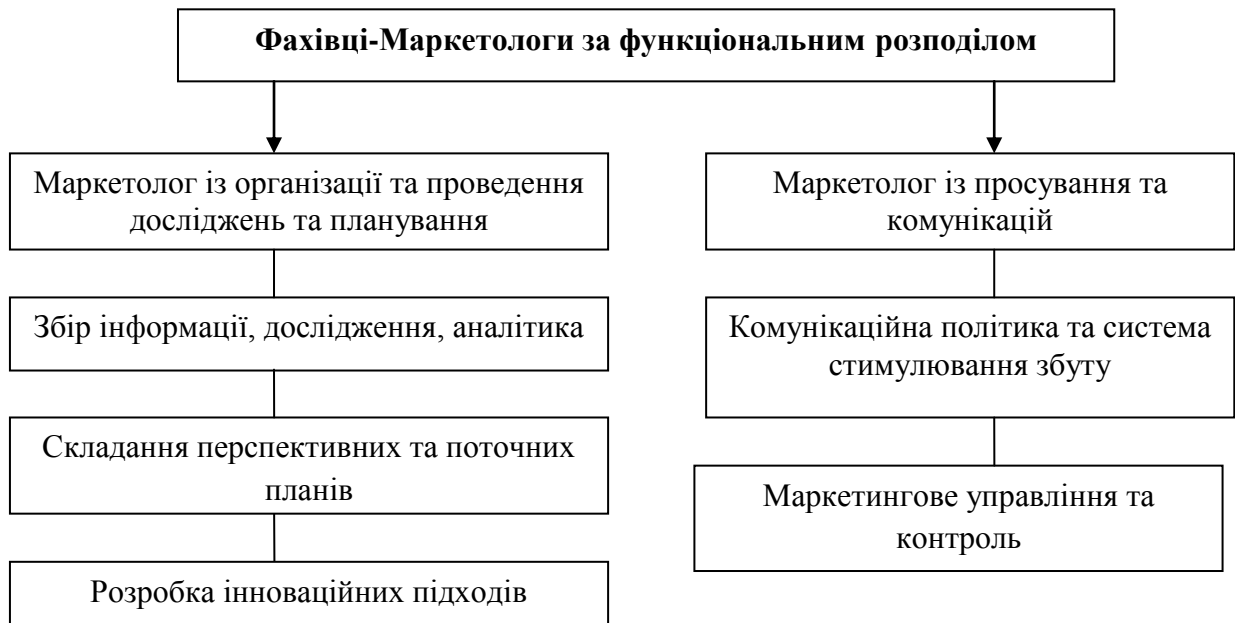 Фахівці-Маркетологи за функціональним розподілом
Маркетолог із організації та проведення
досліджень та планування
Збір інформації, дослідження, аналітика
Складання перспективних та поточних
планів
Розробка інноваційних підходів
Маркетолог із просування та
комунікацій
Комунікаційна політика та система
стимулювання збуту
Маркетингове управління та
контроль